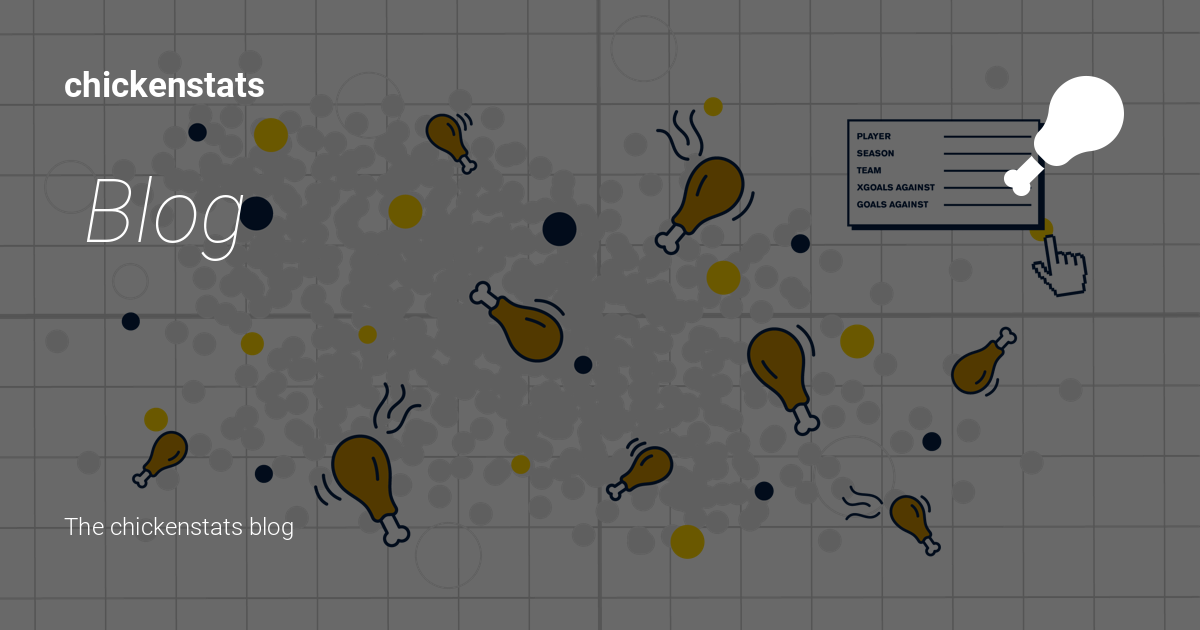 chickenstats
Blog
PLAYER
SEASON
TEAM
XGOALS AGAINST
GOALS AGAINST
The chickenstats blog